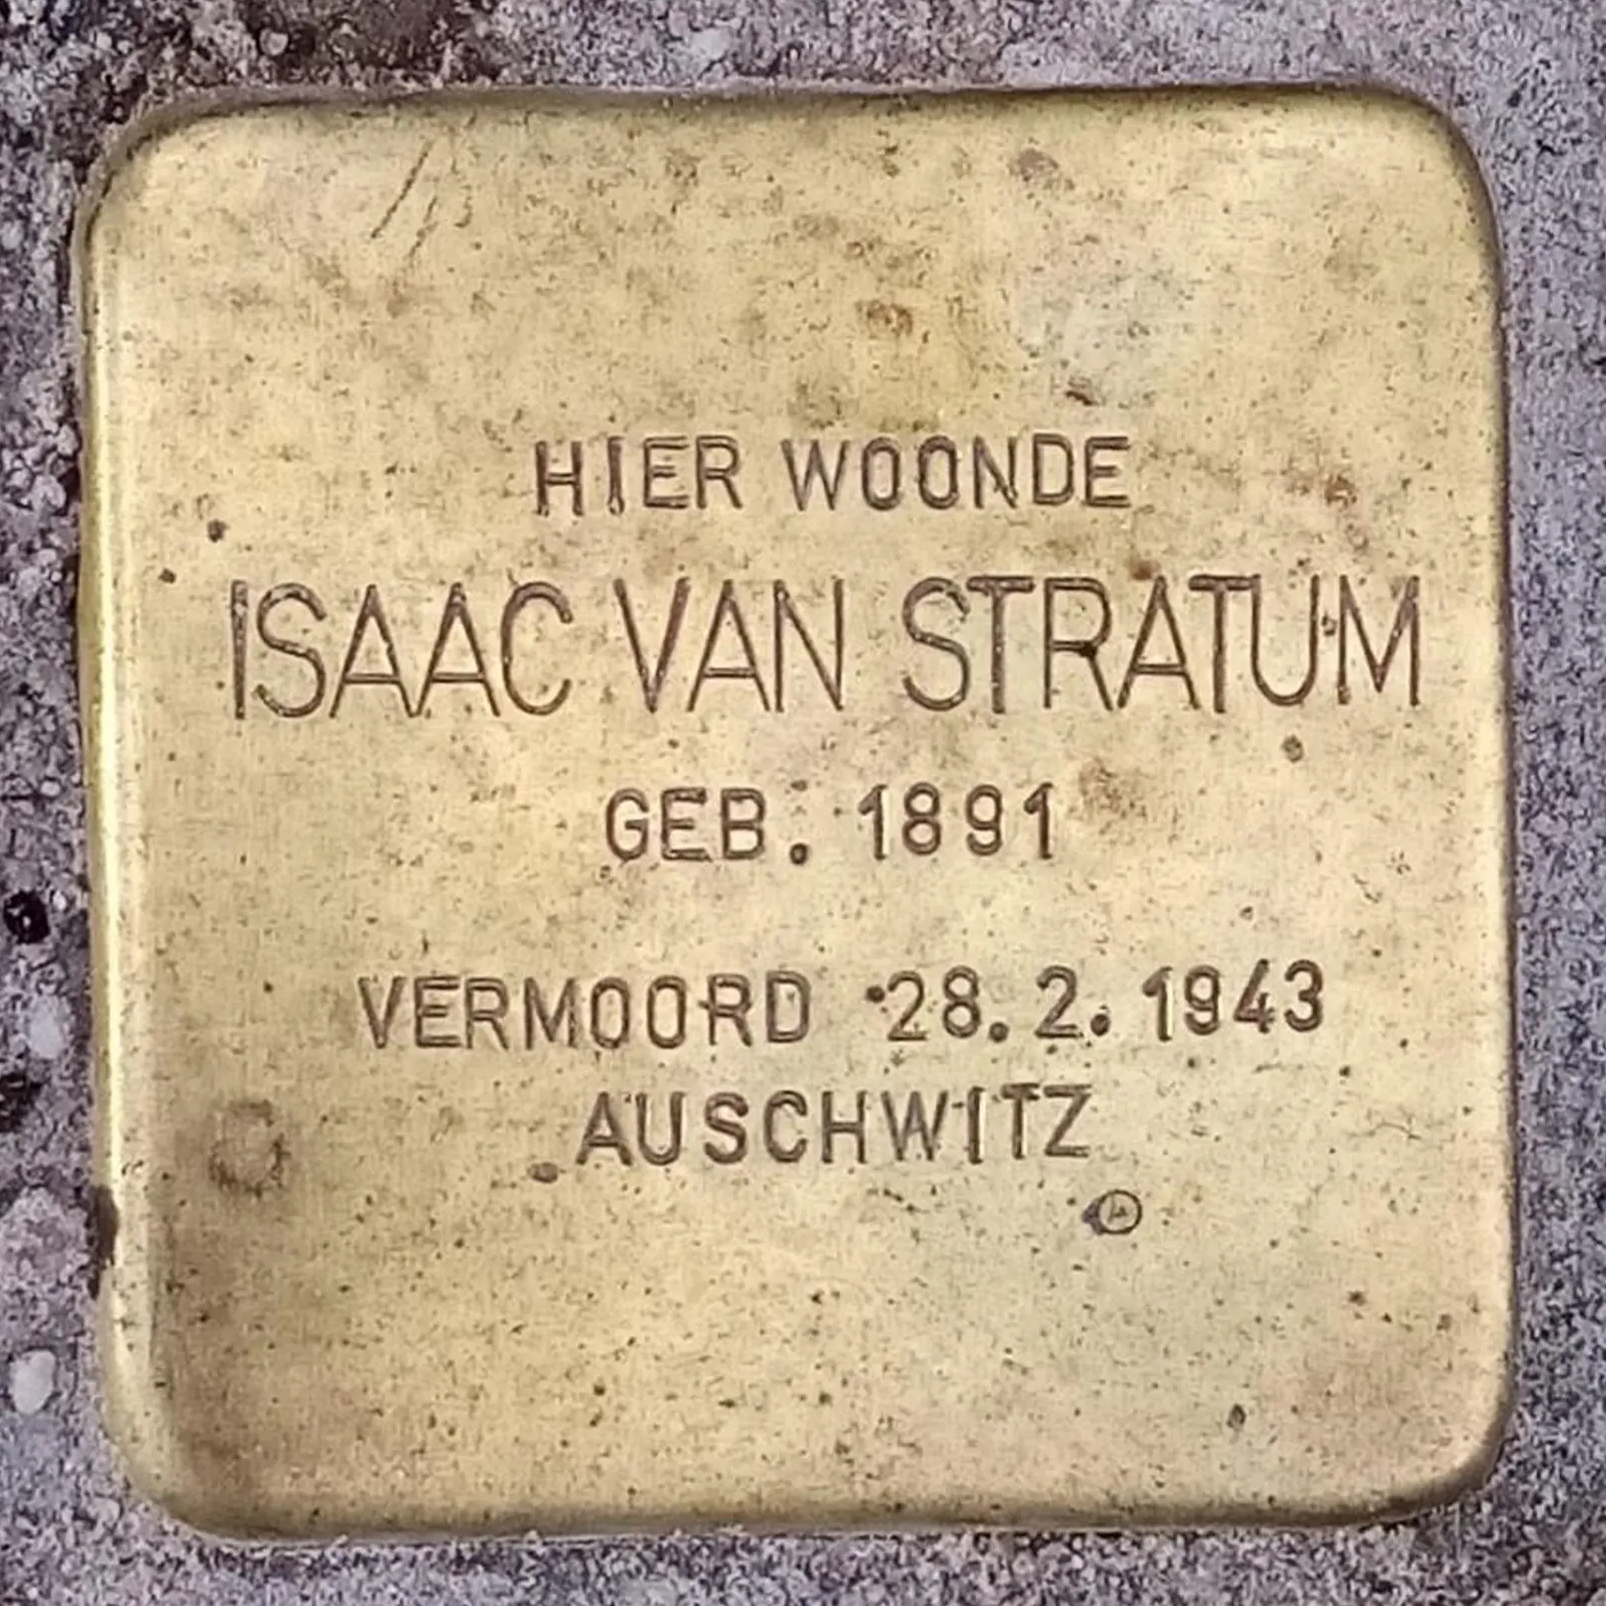 HIER WOONDE
ISAAC VAN STRATUM
GEB. 1891
VERMOORD 28.2.1943
AUSCHWITZ